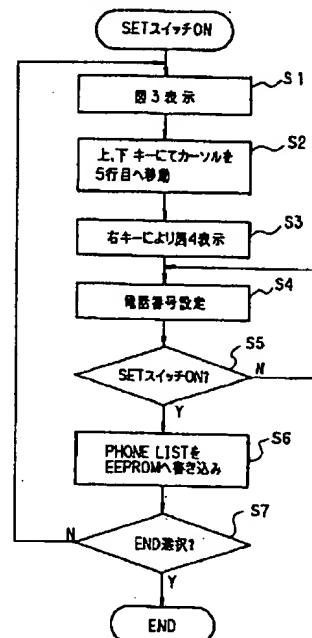 SETスイッチON
S1
図3表示
S2
上,下 キーにてカーソルを
5行目へ移動
S3
右キーにより図4表示
S4
電話番号設定
S5
SETスイッチON?
N
Y
S6
PHONE LISTを
EEPROMへ書き込み
S7
END選択?
N
Y
END